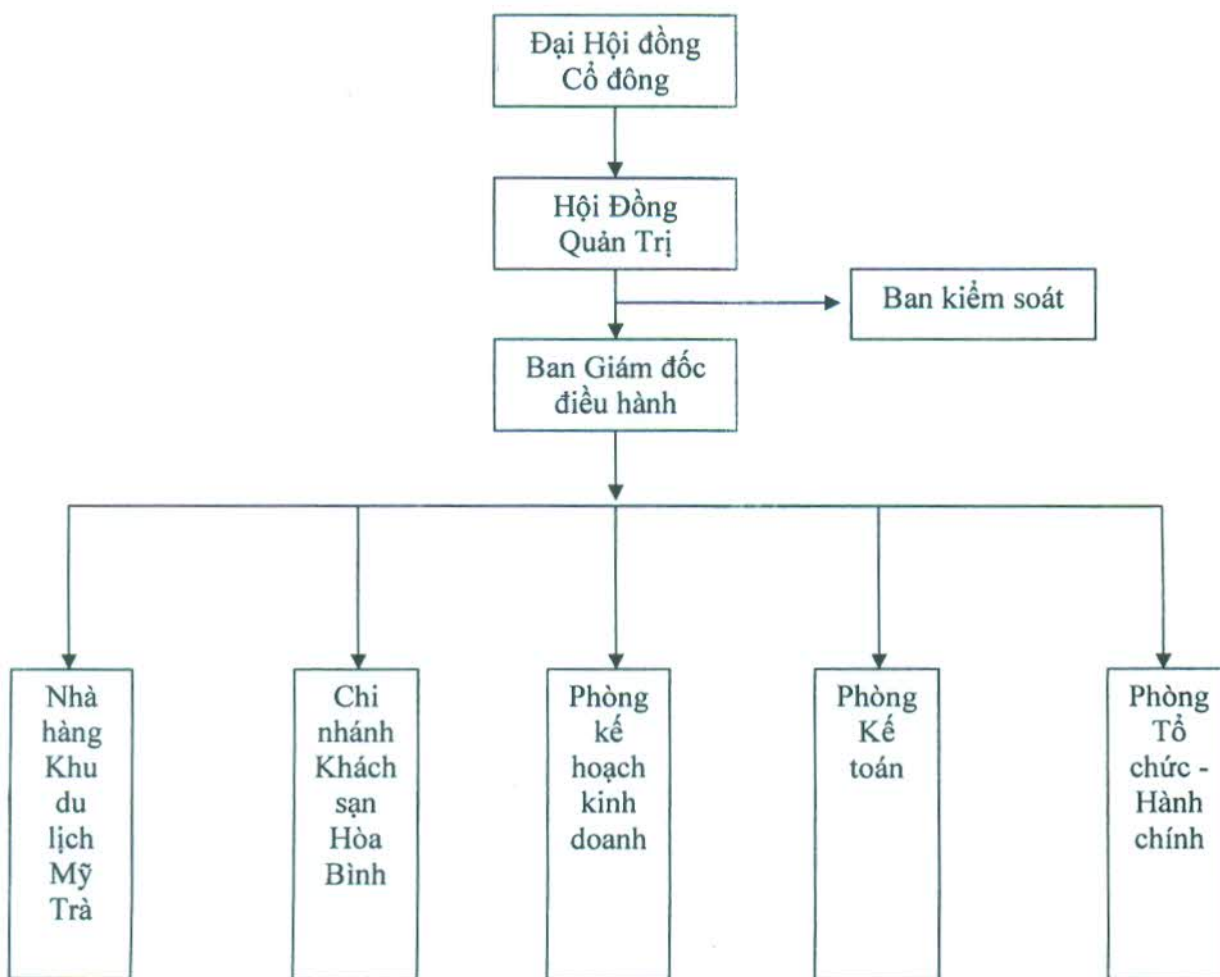 Đại Hội đồng
Cổ đông
Hội Đồng
Quản Trị
Ban kiểm soát
Ban Giám đốc
điều hành
Nhà
hàng
Khu
du
lịch
Mỹ
Trà
Chi
nhánh
Khách
sạn
Hòa
Bình
Phòng
kế
hoạch
kinh
doanh
Phòng
Kế
toán
Phòng
Tổ
chức -
Hành
chính